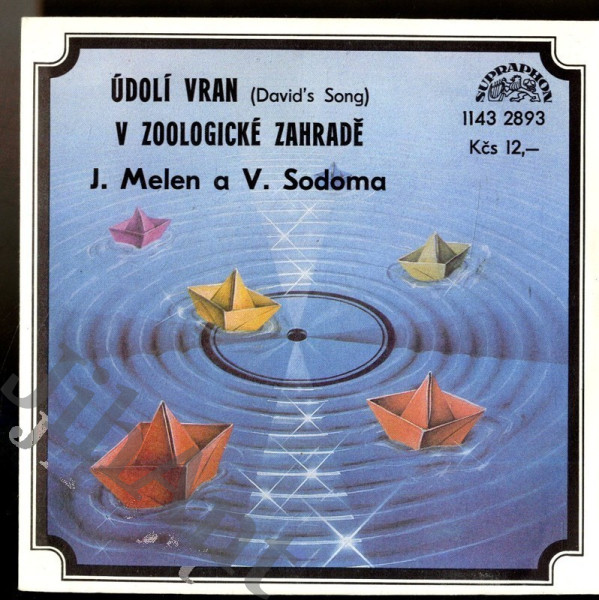 ÚDOLÍ VRAN (David's Song)
V ZOOLOGICKÉ ZAHRADĚ
J. Melen a V. Sodoma
SUPRAPHON
1143 2893
Kčs 12,–